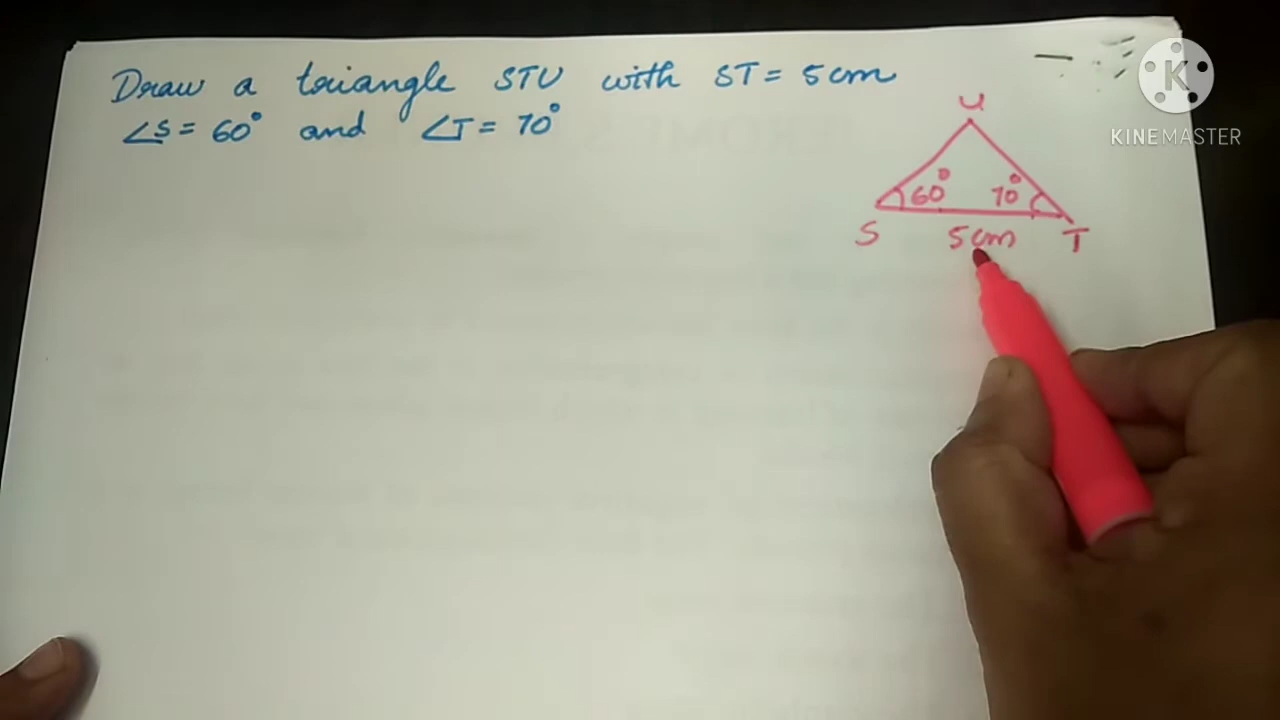 Draw a triangle STU with ST = 5cm
∠S = 60° and ∠T = 70°
U
60° 70°
S 5cm T
K
KINEMASTER